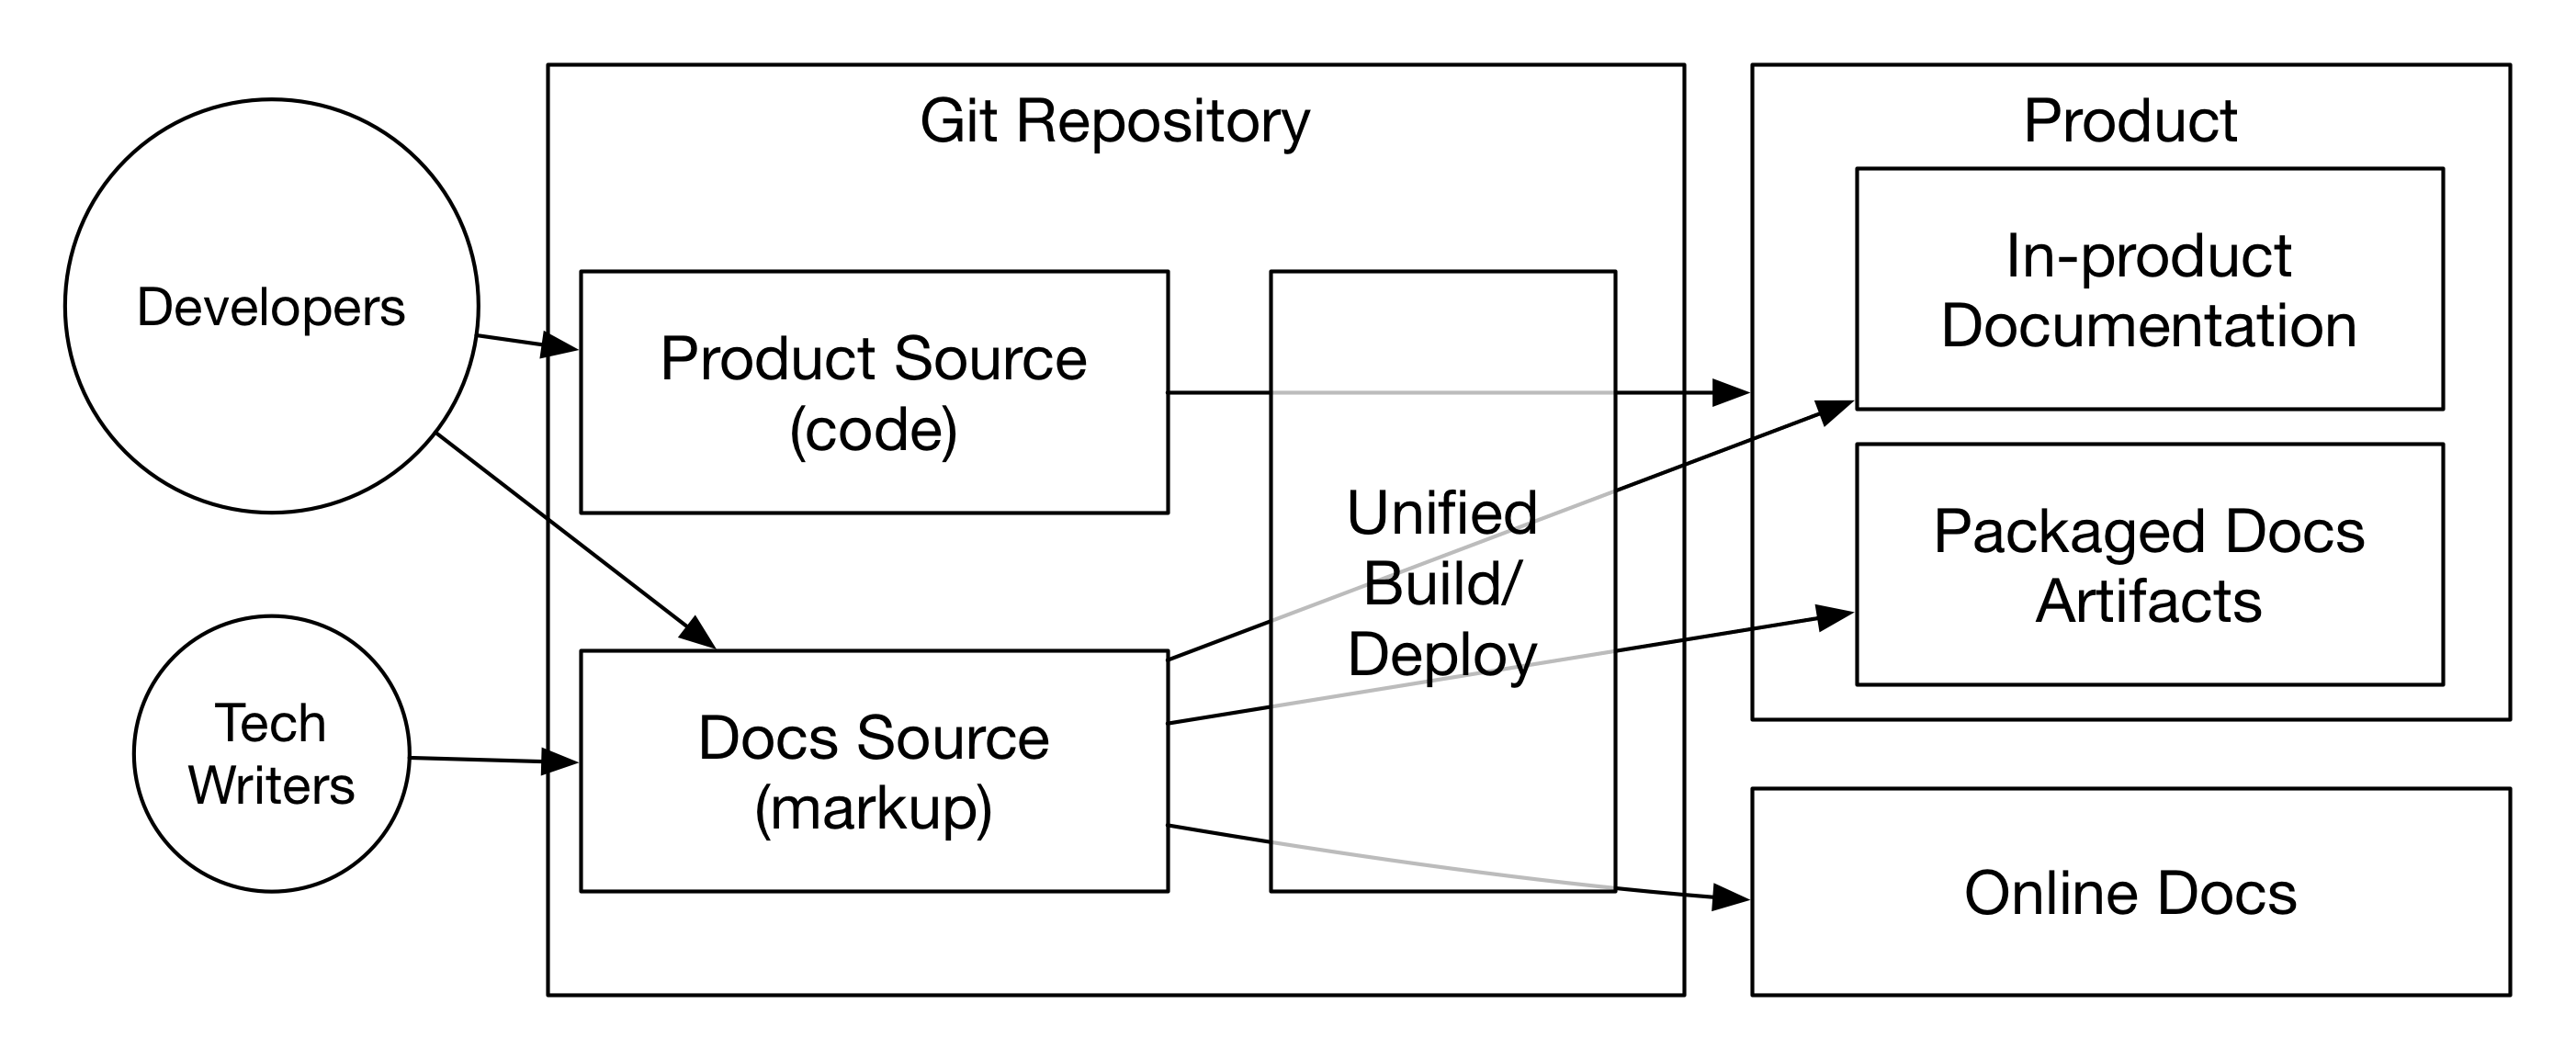 Developers
Tech
Writers
Git Repository
Product Source
(code)
Docs Source
(markup)
Unified
Build/
Deploy
Product
In-product
Documentation
Packaged Docs
Artifacts
Online Docs